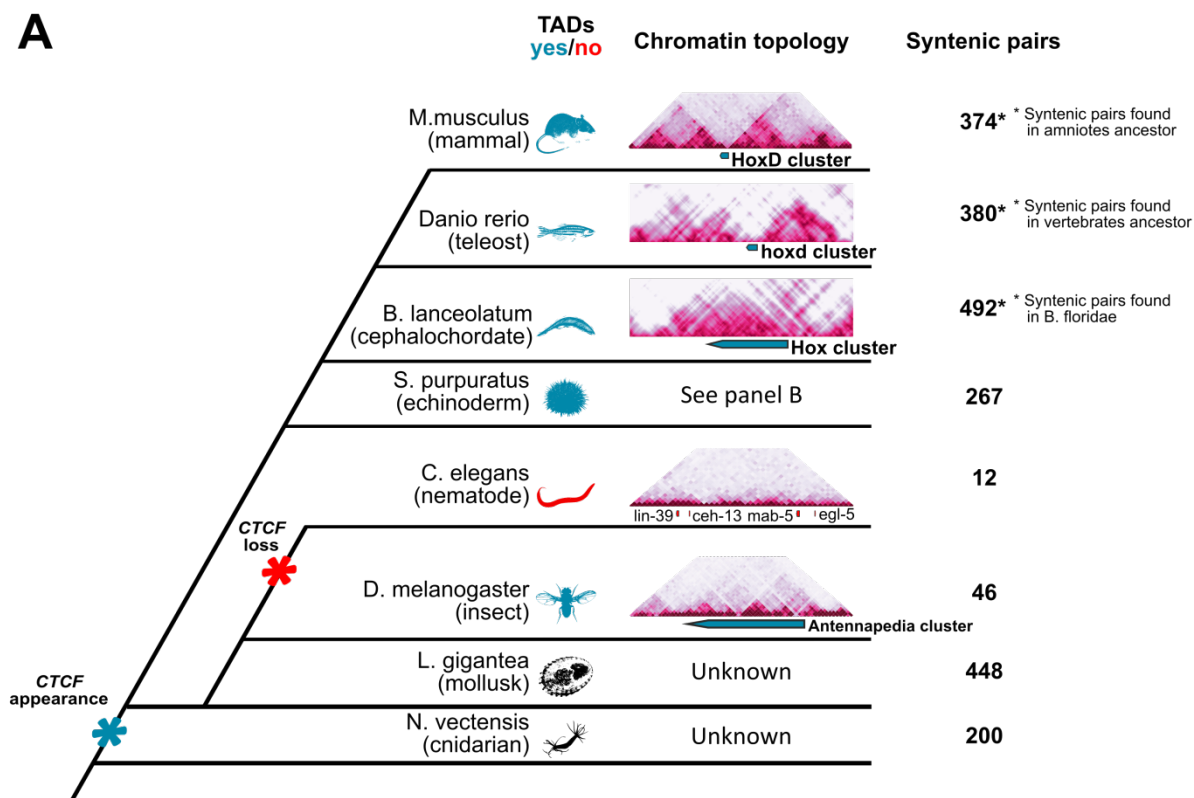 A
TADs
yes/no
Chromatin topology
Syntenic pairs
M.musculus
(mammal)
HoxD cluster
374*
* Syntenic pairs found
in amniotes ancestor
Danio rerio
(teleost)
hoxd cluster
380*
* Syntenic pairs found
in vertebrates ancestor
B. lanceolatum
(cephalochordate)
Hox cluster
492*
* Syntenic pairs found
in B. floridae
S. purpuratus
(echinoderm)
See panel B
267
C. elegans
(nematode)
lin-39 ceh-13 mab-5 egl-5
12
CTCF
loss
D. melanogaster
(insect)
Antennapedia cluster
46
L. gigantea
(mollusk)
Unknown
448
CTCF
appearance
N. vectensis
(cnidarian)
Unknown
200